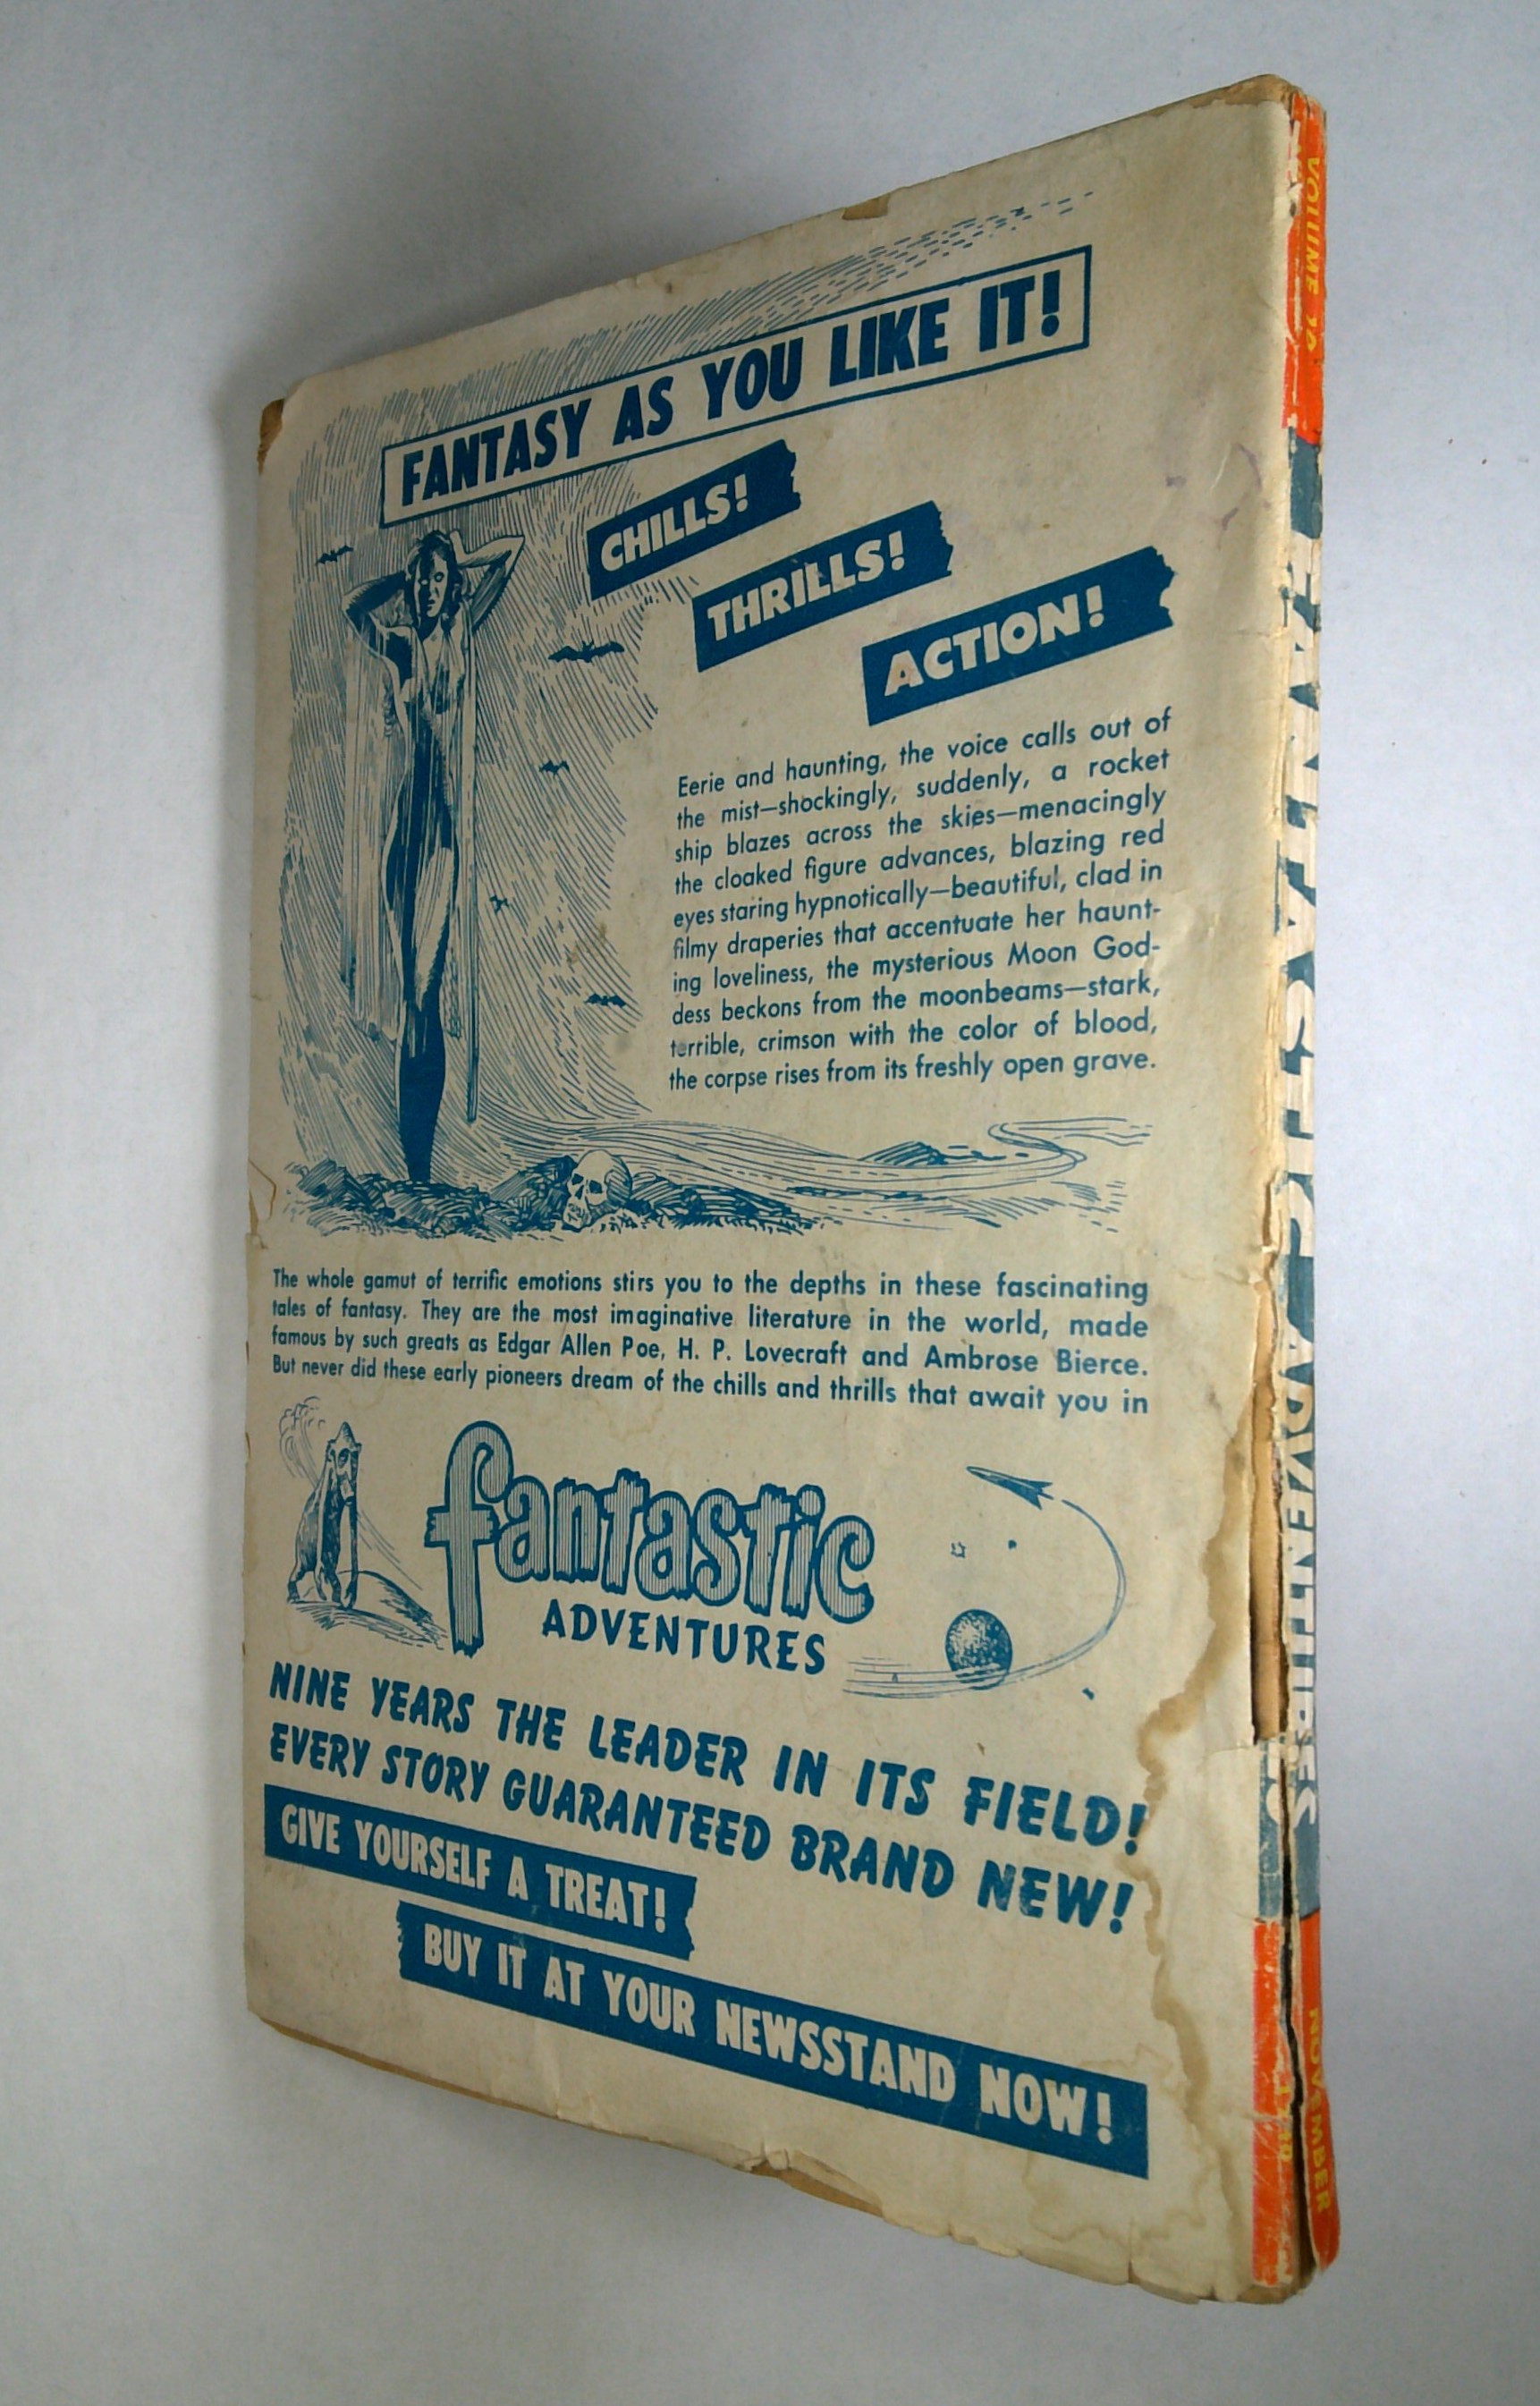 FANTASY AS YOU LIKE IT!
CHILLS!
THRILLS!
ACTION!
Eerie and haunting, the voice calls out of
the mist—shockingly, suddenly, a rocket
ship blazes across the skies—menacingly
the cloaked figure advances, blazing red
eyes staring hypnotically—beautiful, clad in
filmy draperies that accentuate her haunt-
ing loveliness, the mysterious Moon God-
dess beckons from the moonbeams—stark,
terrible, crimson with the color of blood,
the corpse rises from its freshly open grave.
The whole gamut of terrific emotions stirs you to the depths in these fascinating
tales of fantasy. They are the most imaginative literature in the world, made
famous by such greats as Edgar Allen Poe, H. P. Lovecraft and Ambrose Bierce.
But never did these early pioneers dream of the chills and thrills that await you in
fantastic
ADVENTURES
NINE YEARS THE LEADER IN ITS FIELD!
EVERY STORY GUARANTEED BRAND NEW!
GIVE YOURSELF A TREAT!
BUY IT AT YOUR NEWSSTAND NOW!
VOLUME
FANTASTIC ADVENTURES
NOVEMBER